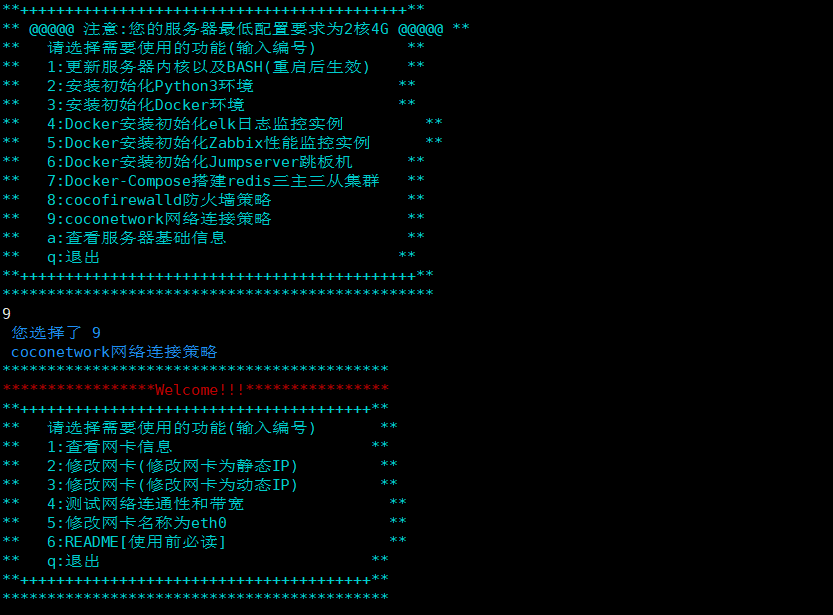 **+++++++++++++++++++++++++++++++++++++++++++**
** @@@@@ 注意:您的服务器最低配置要求为2核4G @@@@@ **
**   请选择需要使用的功能(输入编号)          **
**   1:更新服务器内核以及BASH(重启后生效)    **
**   2:安装初始化Python3环境                **
**   3:安装初始化Docker环境                 **
**   4:Docker安装初始化elk日志监控实例         **
**   5:Docker安装初始化Zabbix性能监控实例      **
**   6:Docker安装初始化Jumpserver跳板机      **
**   7:Docker-Compose搭建redis三主三从集群   **
**   8:cocofirewalld防火墙策略               **
**   9:coconetwork网络连接策略               **
**   a:查看服务器基础信息                    **
**   q:退出                                 **
**++++++++++++++++++++++++++++++++++++++++++++**
************************************************
9
您选择了 9
coconetwork网络连接策略
*******************************************
*****************Welcome!!!****************
**+++++++++++++++++++++++++++++++++++++++**
**   请选择需要使用的功能(输入编号)       **
**   1:查看网卡信息                      **
**   2:修改网卡(修改网卡为静态IP)         **
**   3:修改网卡(修改网卡为动态IP)         **
**   4:测试网络连通性和带宽                **
**   5:修改网卡名称为eth0                  **
**   6:README[使用前必读]                  **
**   q:退出                              **
**+++++++++++++++++++++++++++++++++++++++**
*******************************************